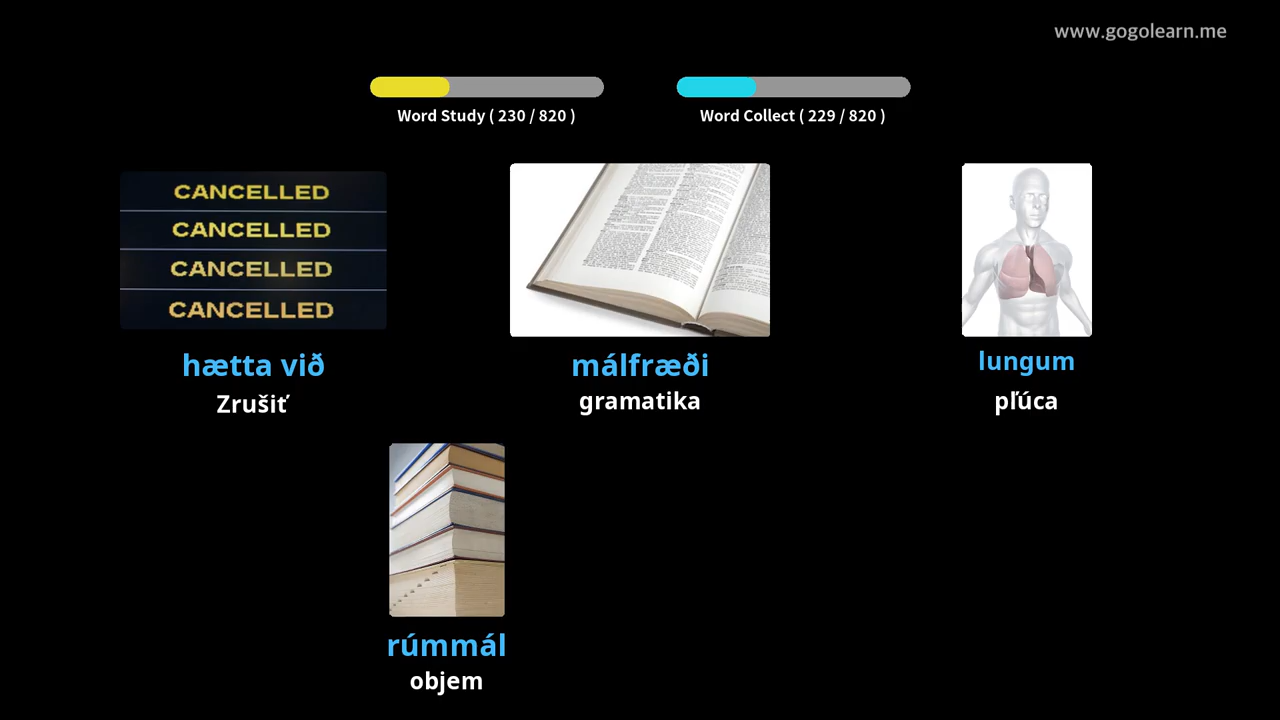 www.gogolearn.me
Word Study ( 230 / 820 )
Word Collect ( 229 / 820 )
CANCELLED
CANCELLED
CANCELLED
CANCELLED
hætta við
Zrušiť
málfræði
gramatika
lungum
pľúca
rúmmál
objem